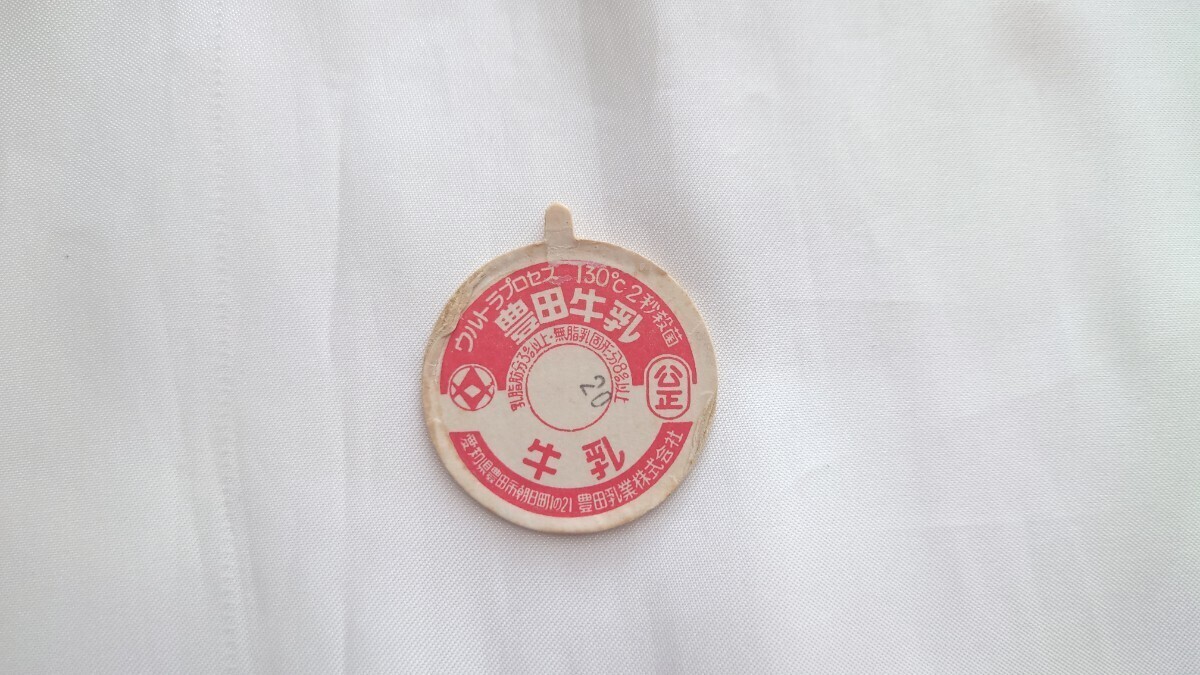 ウルトラプロセス 130℃・2秒殺菌
豊田牛乳
乳脂肪分3%以上・無脂乳固形分8%以上
公正
20
牛乳
愛知県豊田市朝日町1の21 豊田乳業株式会社